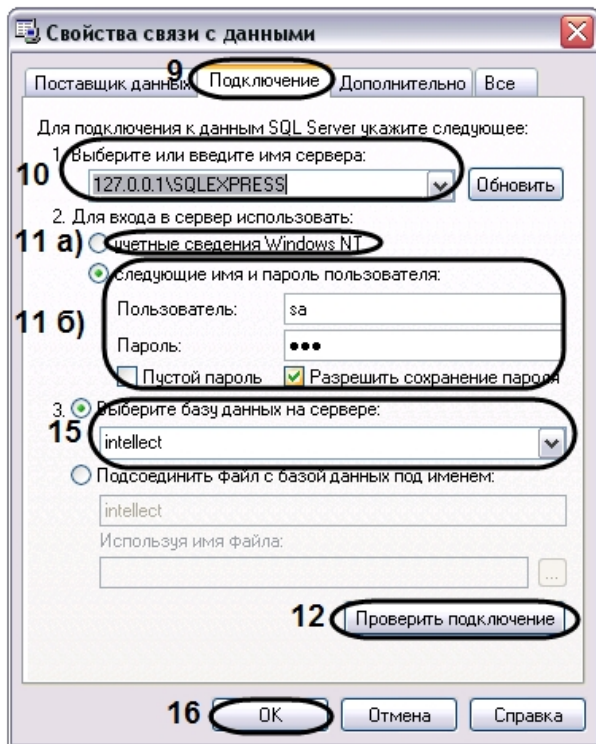 Свойства связи с данными
9
Поставщик данных Подключение Дополнительно Все
Для подключения к данным SQL Server укажите следующее:
1. Выберите или введите имя сервера:
10 127.0.0.1\SQLEXPRESS Обновить
2. Для входа в сервер использовать:
11 а) учетные сведения Windows NT
следующие имя и пароль пользователя:
Пользователь: sa
11 б)
Пароль: ●●●
Пустой пароль Разрешить сохранение пароля
3. Выберите базу данных на сервере:
15 intellect
Подсоединить файл с базой данных под именем:
intellect
Используя имя файла:
...
12 Проверить подключение
16 OK Отмена Справка